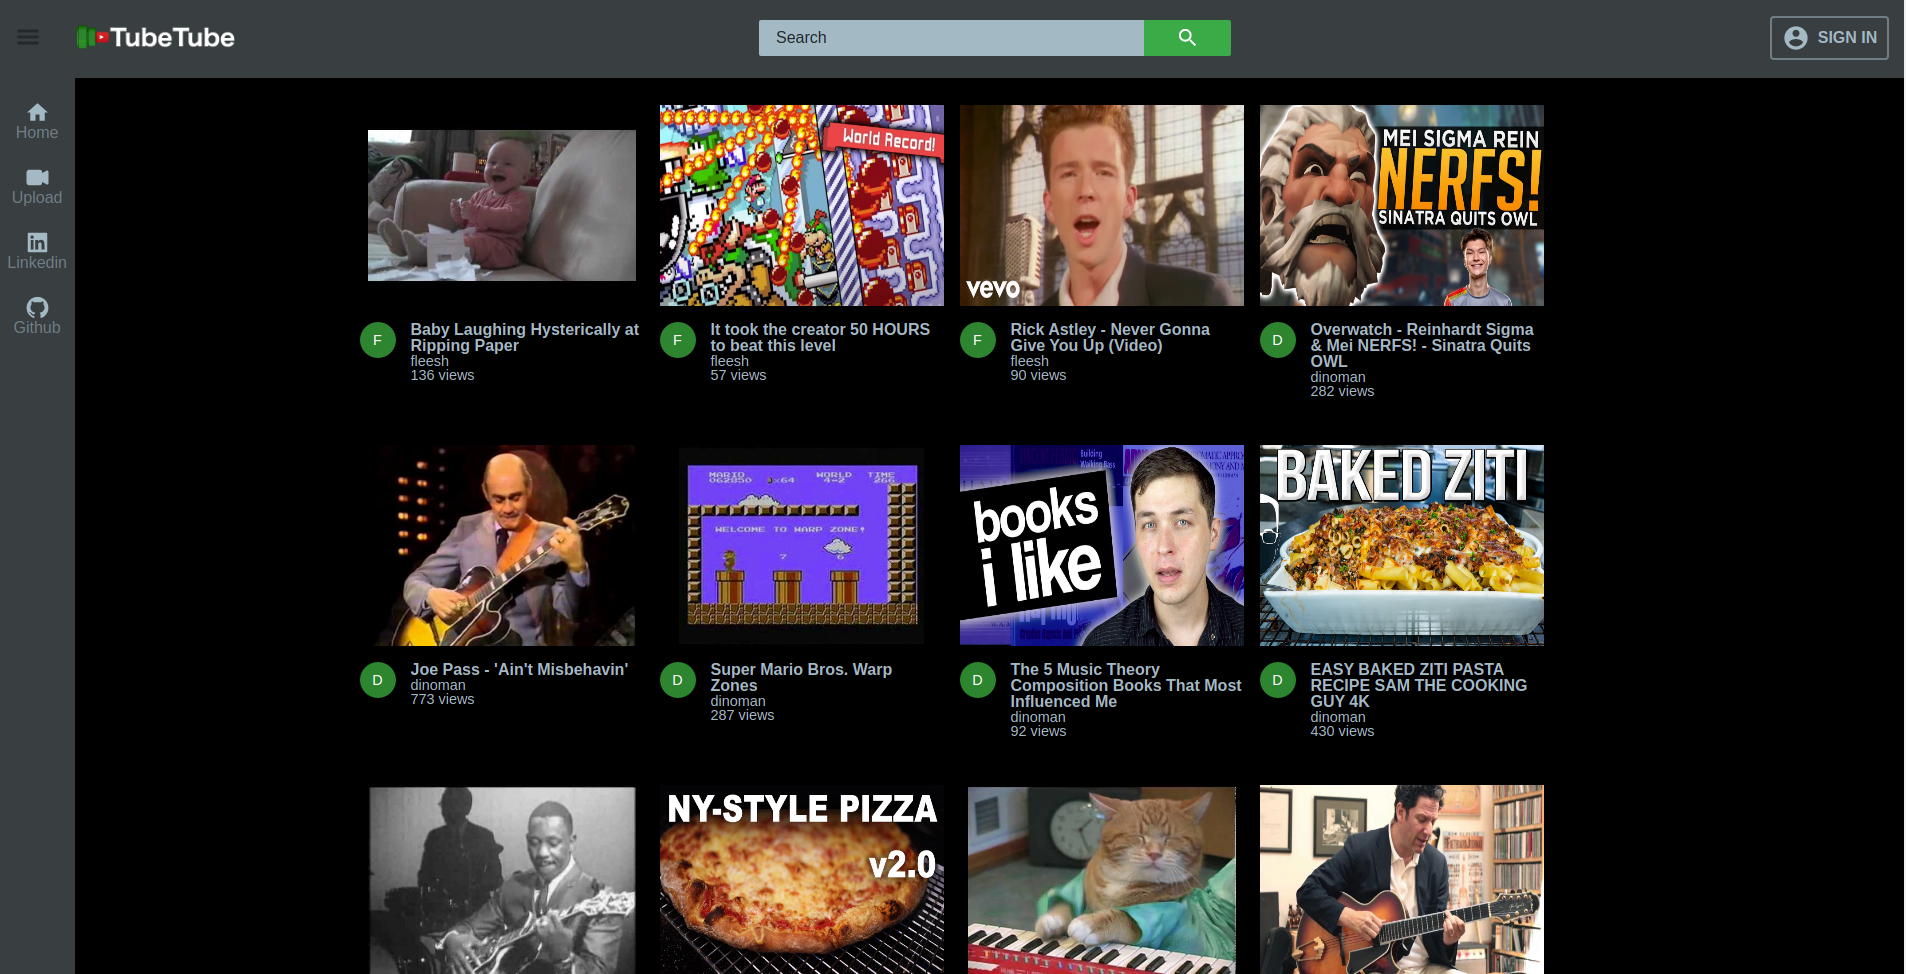 TubeTube
Search
SIGN IN
Home
Upload
Linkedin
Github
World Record!
vevo
MEI SIGMA REIN
NERFS!
SINATRA QUITS OWL
F
Baby Laughing Hysterically at
Ripping Paper
fleesh
136 views
F
It took the creator 50 HOURS
to beat this level
fleesh
57 views
F
Rick Astley - Never Gonna
Give You Up (Video)
fleesh
90 views
D
Overwatch - Reinhardt Sigma
& Mei NERFS! - Sinatra Quits
OWL
dinoman
282 views
MARIO WORLD TIME
062850 ×64 4-2 266
WELCOME TO WARP ZONE!
7 6
Building
Walking Bass
books
i like
BAKED ZITI
D
Joe Pass - 'Ain't Misbehavin'
dinoman
773 views
D
Super Mario Bros. Warp
Zones
dinoman
287 views
D
The 5 Music Theory
Composition Books That Most
Influenced Me
dinoman
92 views
D
EASY BAKED ZITI PASTA
RECIPE SAM THE COOKING
GUY 4K
dinoman
430 views
NY-STYLE PIZZA
v2.0